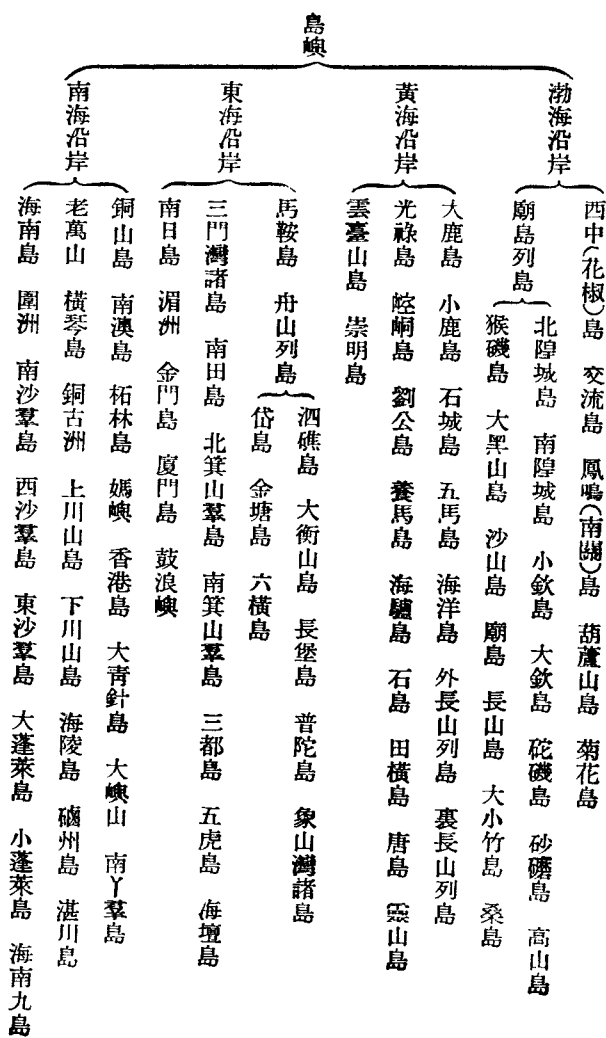 島嶼
渤海沿岸
西中(花椒)島 交流島 鳳鳴(南關)島 葫蘆山島 菊花島
廟島列島
北隍城島 南隍城島 小欽島 大欽島 砣磯島 砂磨島 高山島
猴磯島 大黑山島 沙山島 廟島 長山島 大小竹島 桑島
黃海沿岸
大鹿島 小鹿島 石城島 五馬島 海洋島 外長山列島 裏長山列島
光祿島 崆峒島 劉公島 養馬島 海驢島 石島 田橫島 唐島 靈山島
雲臺山島 崇明島
東海沿岸
馬鞍島 舟山列島
泗礁島 大衡山島 長堡島 普陀島 象山灣諸島
岱島 金塘島 六橫島
三門灣諸島 南田島 北箕山羣島 南箕山羣島 三都島 五虎島 海壇島
南日島 湄洲 金門島 廈門島 鼓浪嶼
南海沿岸
銅山島 南澳島 柘林島 媽嶼 香港島 大青針島 大嶼山 南丫羣島
老萬山 橫琴島 銅古洲 上川山島 下川山島 海陵島 硇州島 湛川島
海南島 圍洲 南沙羣島 西沙羣島 東沙羣島 大蓬萊島 小蓬萊島 海南九島